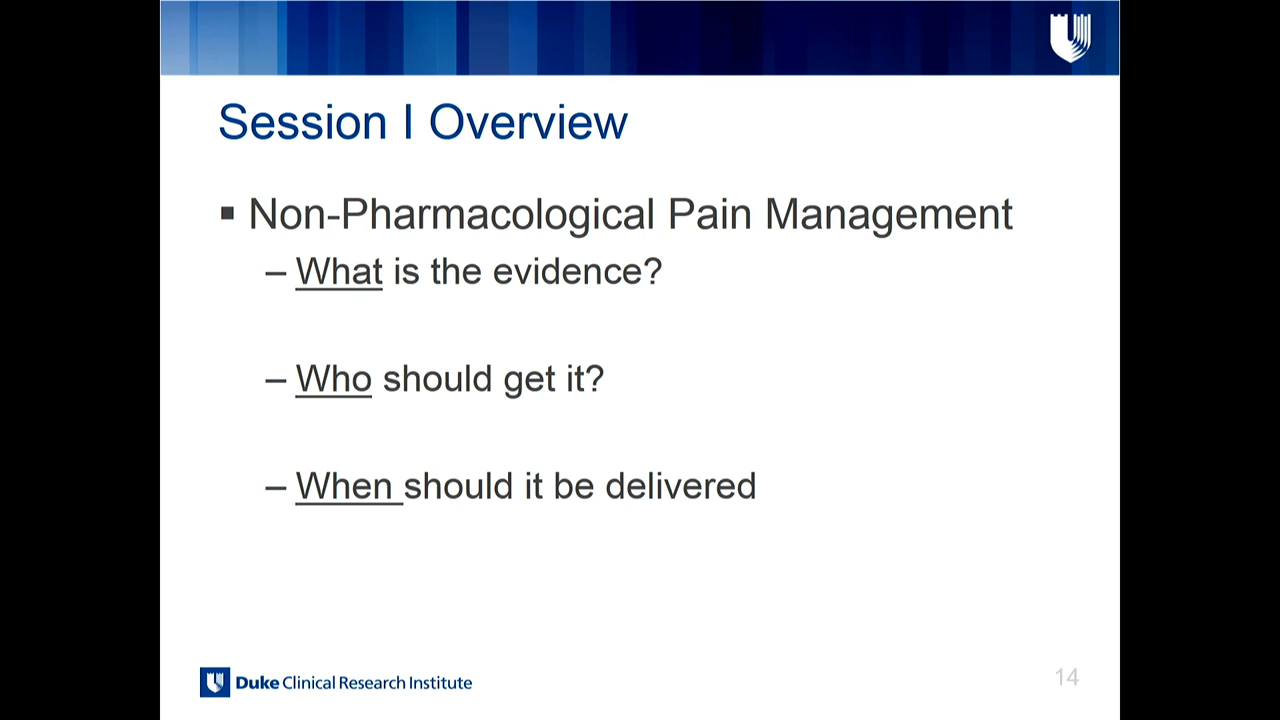 Session I Overview
▪ Non-Pharmacological Pain Management
– What is the evidence?
– Who should get it?
– When should it be delivered
Duke Clinical Research Institute
14